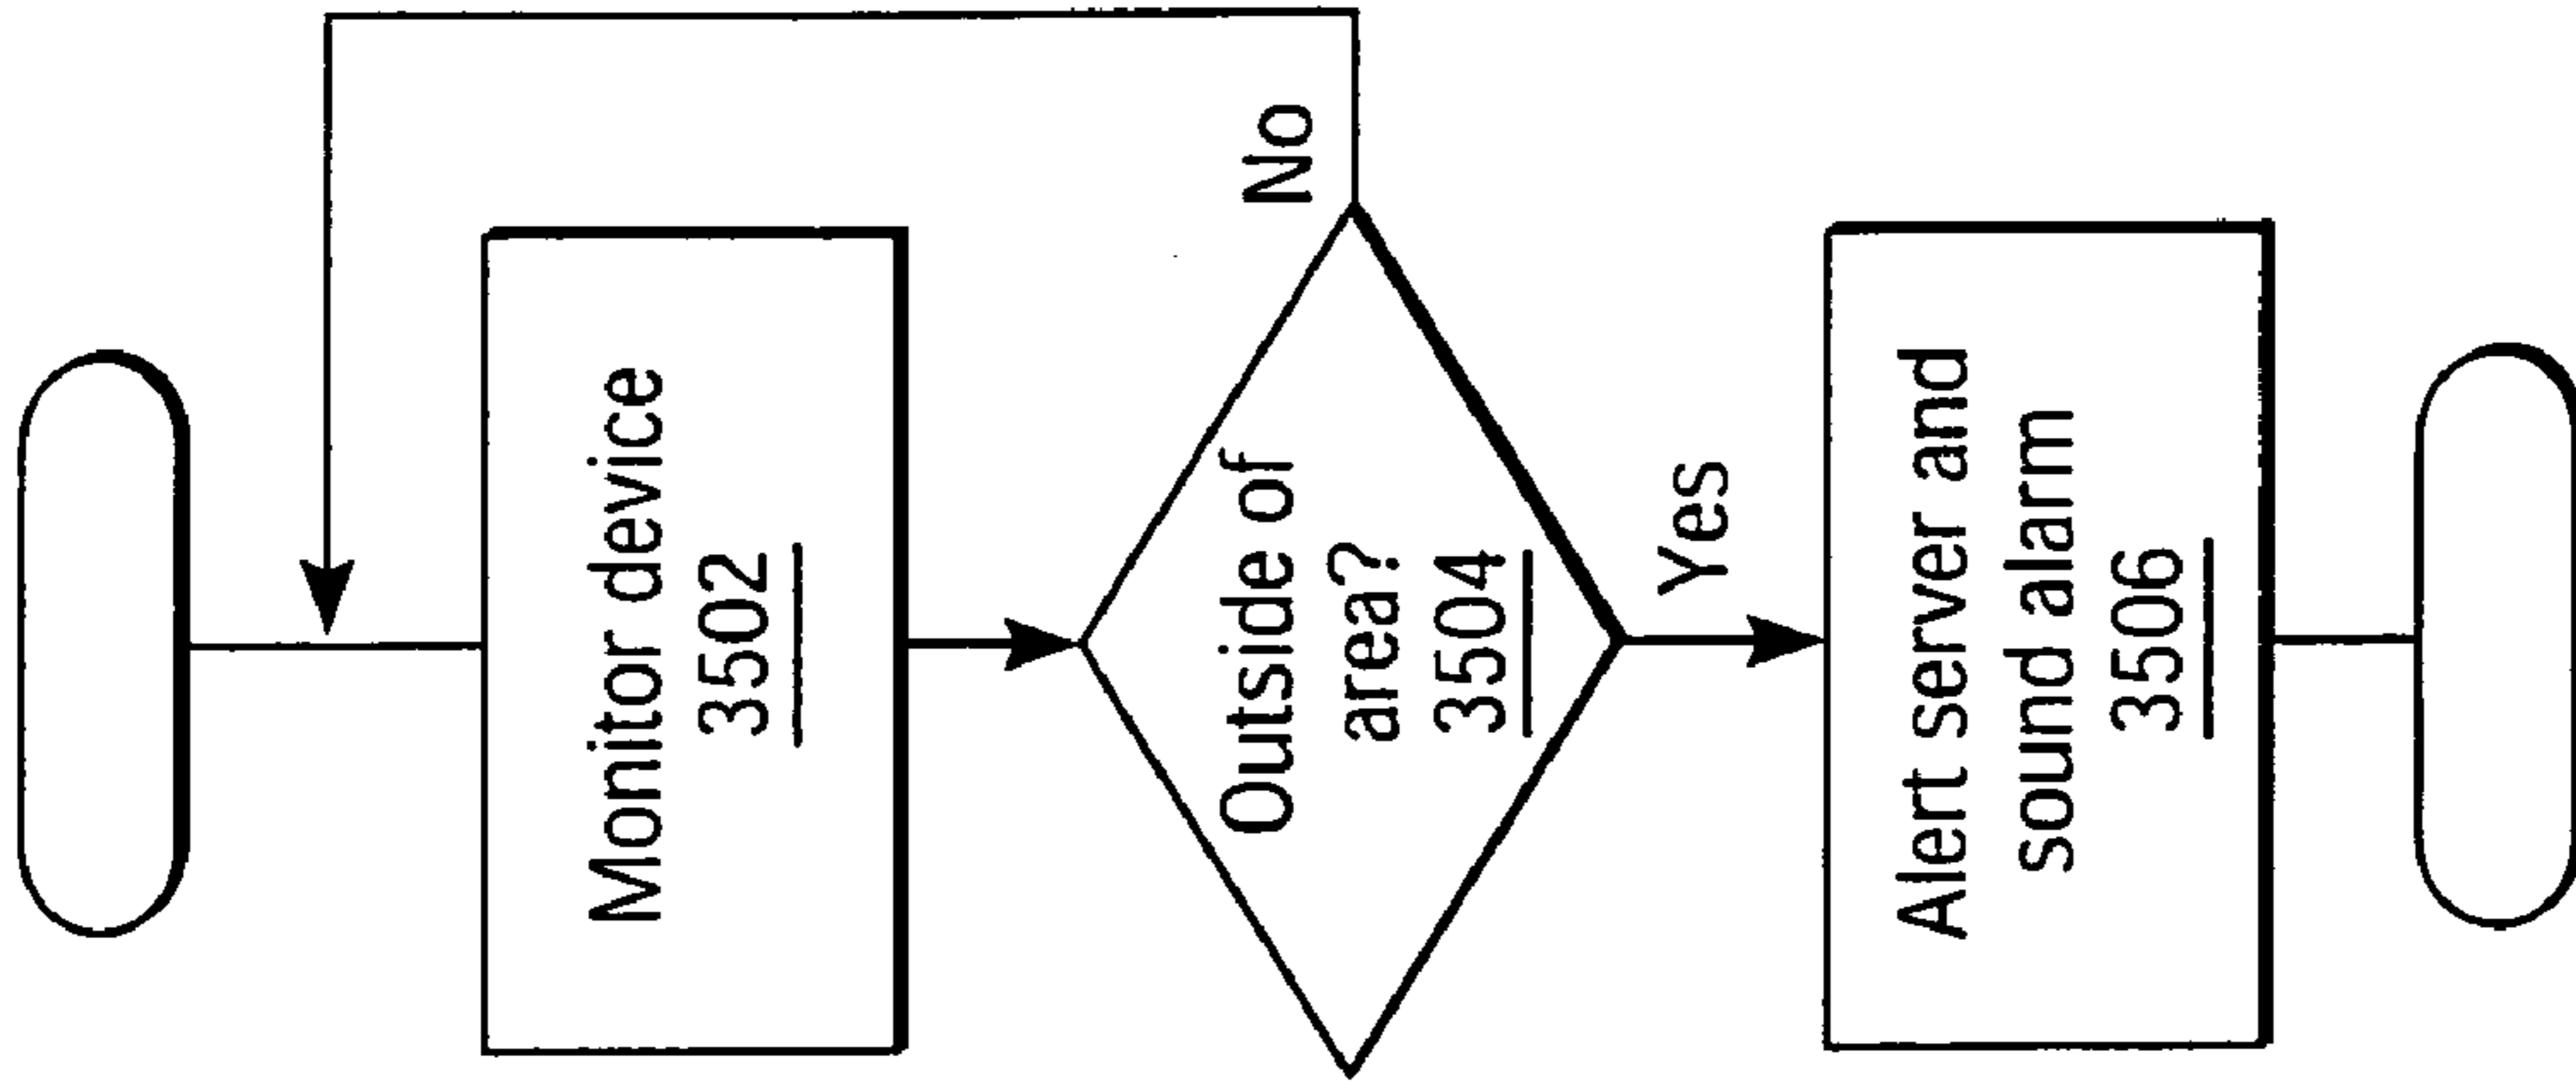 Monitor device
3502
Outside of
area?
3504
No
Yes
Alert server and
sound alarm
3506